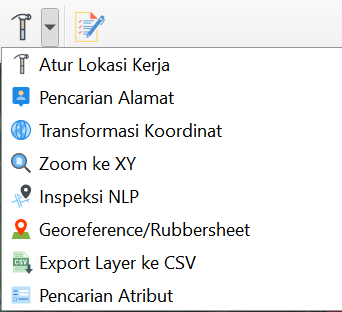 Atur Lokasi Kerja
Pencarian Alamat
Transformasi Koordinat
Zoom ke XY
Inspeksi NLP
Georeference/Rubbersheet
CSV Export Layer ke CSV
Pencarian Atribut